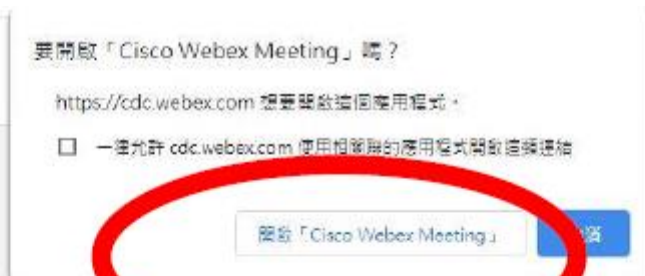 要開啟「Cisco Webex Meeting」嗎？
https://cdc.webex.com 想要開啟這個應用程式。
一律允許 cdc.webex.com 使用相關聯的應用程式開啟這類連結
開啟「Cisco Webex Meeting」